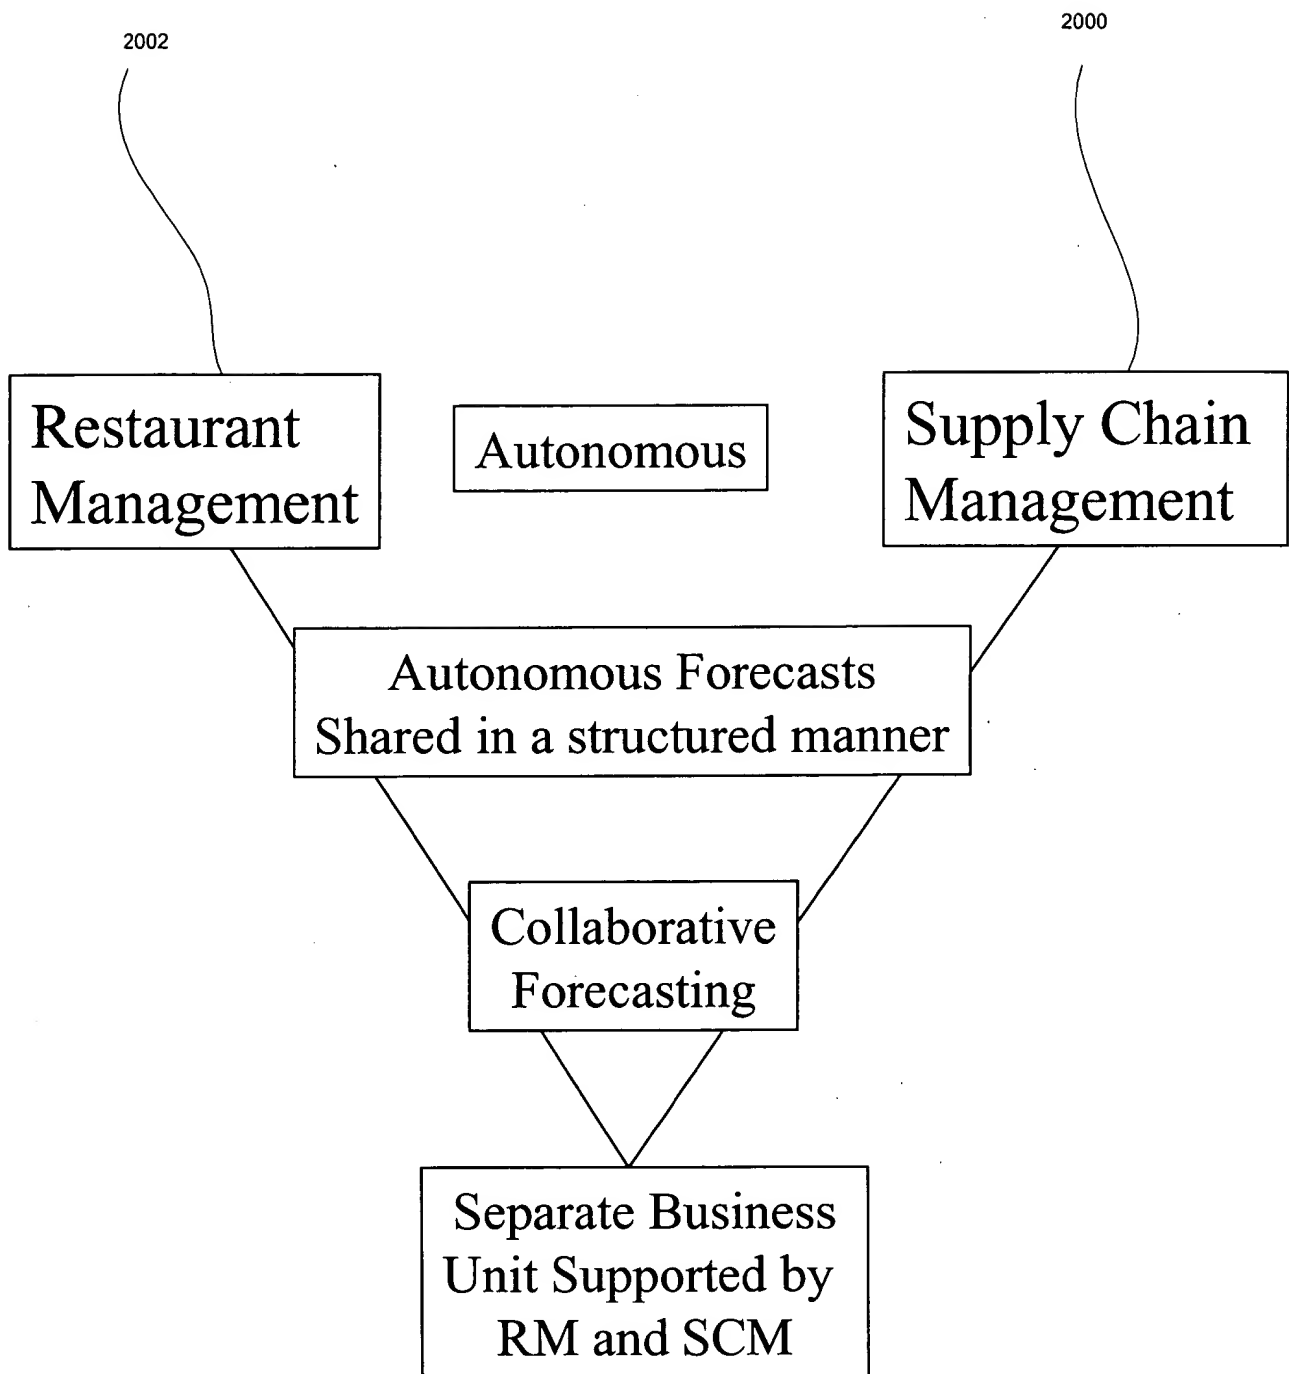 2002
2000
Restaurant
Management
Autonomous
Supply Chain
Management
Autonomous Forecasts
Shared in a structured manner
Collaborative
Forecasting
Separate Business
Unit Supported by
RM and SCM